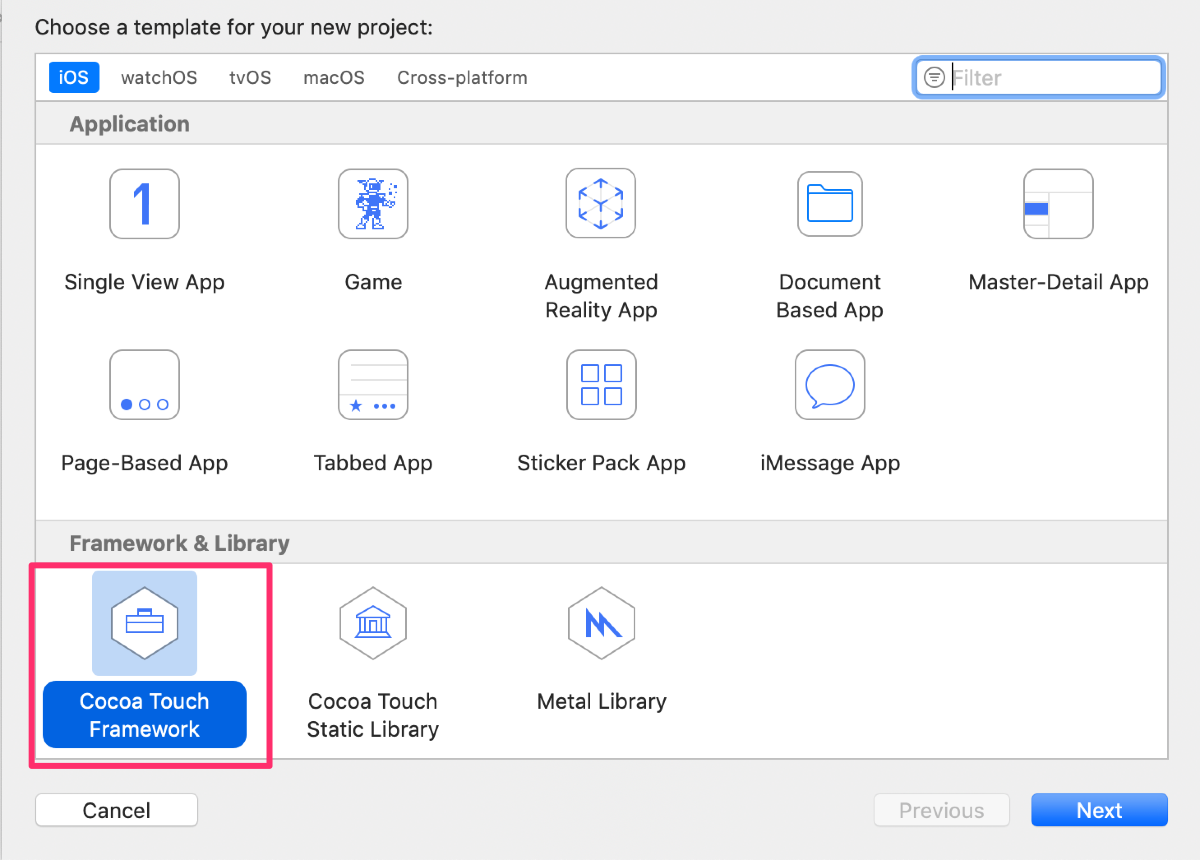 Choose a template for your new project:
iOS watchOS tvOS macOS Cross-platform Filter
Application
1
Single View App Game Augmented Reality App Document Based App Master-Detail App
Page-Based App Tabbed App Sticker Pack App iMessage App
Framework & Library
Cocoa Touch Framework Cocoa Touch Static Library Metal Library
Cancel Previous Next